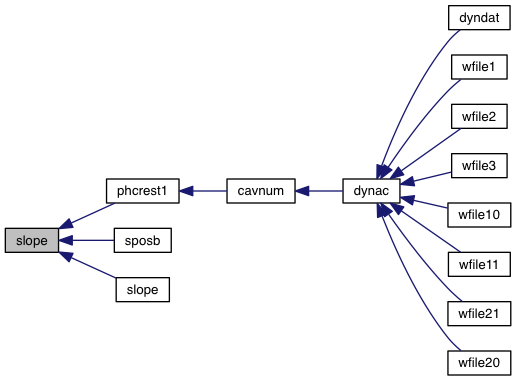 dyndat
wfile1
wfile2
wfile3
phcrest1
cavnum
dynac
wfile10
slope
sposb
wfile11
slope
wfile21
wfile20